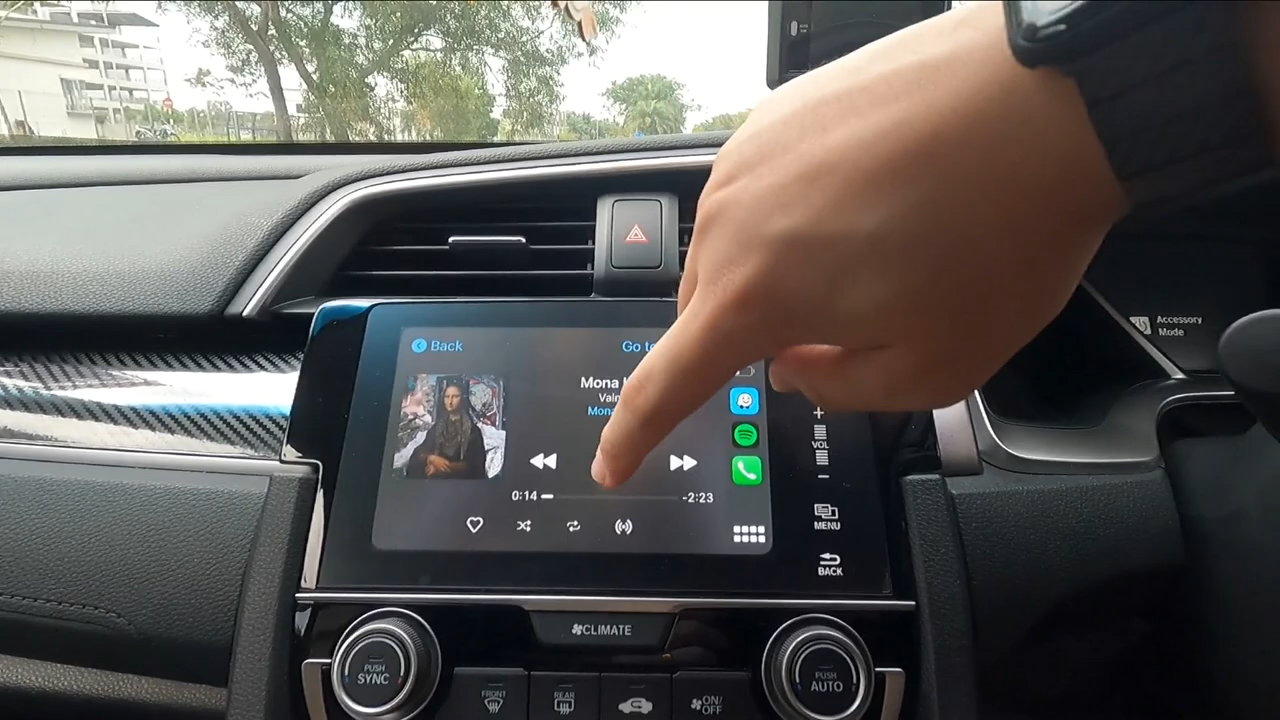 Back
Go to
Mona
Mona
0:14
-2:23
VOL
MENU
BACK
Accessory
Mode
CLIMATE
PUSH
SYNC
FRONT
REAR
ON/
OFF
PUSH
AUTO